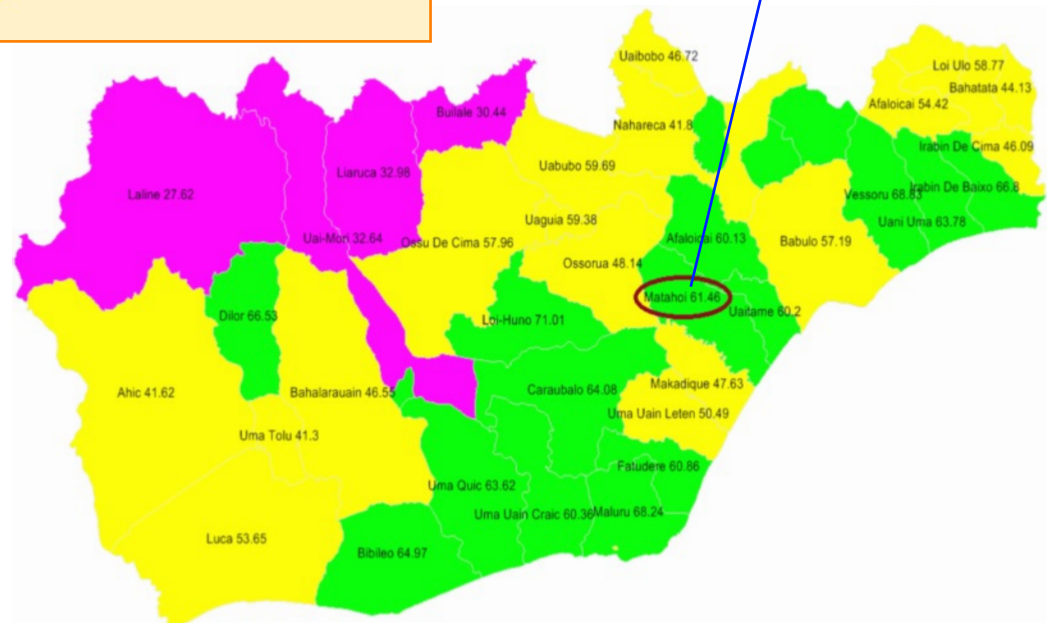 Uaibobo 46.72
Loi Ulo 58.77
Bahatata 44.13
Afaloicai 54.42
Builale 30.44
Nahareca 41.8
Irabin De Cima 46.09
Uabubo 59.69
Liaruca 32.98
Laline 27.62
Vessoru 68.83
Irabin De Baixo 66.8
Uaguia 59.38
Uani Uma 63.78
Uai-Mori 32.64
Ossu De Cima 57.96
Afaloicai 60.13
Babulo 57.19
Ossorua 48.14
Matahoi 61.46
Uaitame 60.2
Dilor 66.53
Loi-Huno 71.01
Ahic 41.62
Bahalarauain 46.55
Caraubalo 64.08
Makadique 47.63
Uma Uain Leten 50.49
Uma Tolu 41.3
Fatudere 60.86
Uma Quic 63.62
Uma Uain Craic 60.36
Maluru 68.24
Luca 53.65
Bibileo 64.97